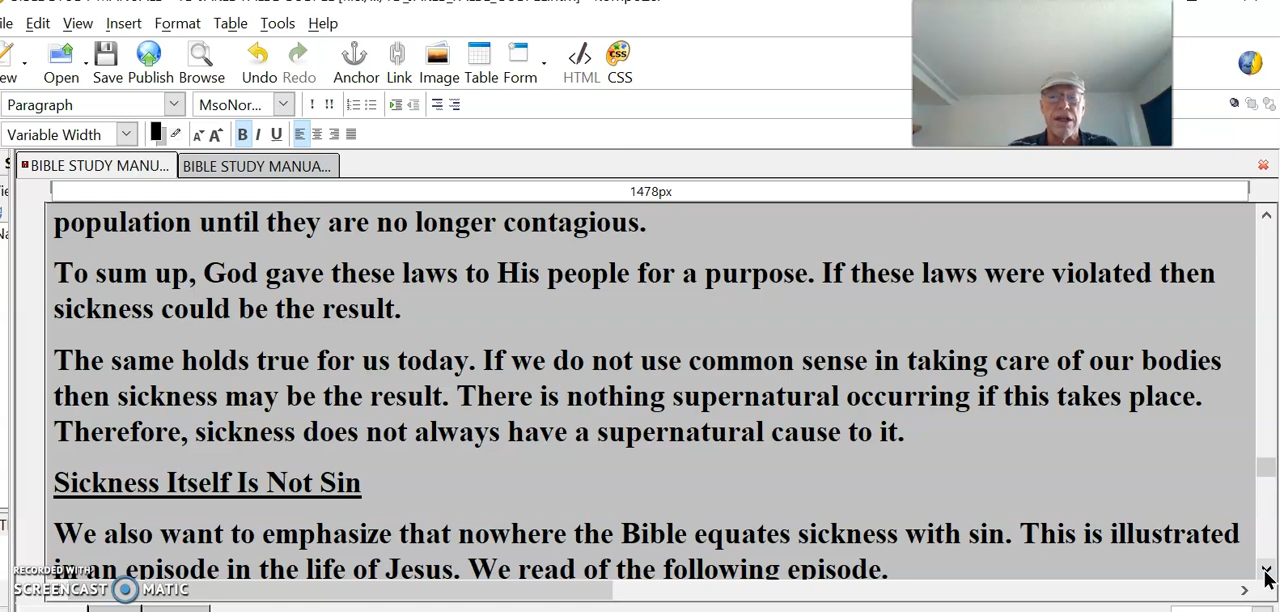 File Edit View Insert Format Table Tools Help
Open Save Publish Browse Undo Redo Anchor Link Image Table Form HTML CSS
Paragraph MsoNor... ! !!
Variable Width A A B I U
BIBLE STUDY MANU... BIBLE STUDY MANUA...
1478px
population until they are no longer contagious.
To sum up, God gave these laws to His people for a purpose. If these laws were violated then
sickness could be the result.
The same holds true for us today. If we do not use common sense in taking care of our bodies
then sickness may be the result. There is nothing supernatural occurring if this takes place.
Therefore, sickness does not always have a supernatural cause to it.
Sickness Itself Is Not Sin
We also want to emphasize that nowhere the Bible equates sickness with sin. This is illustrated
in an episode in the life of Jesus. We read of the following episode.
RECORDED WITH
SCREENCAST MATIC